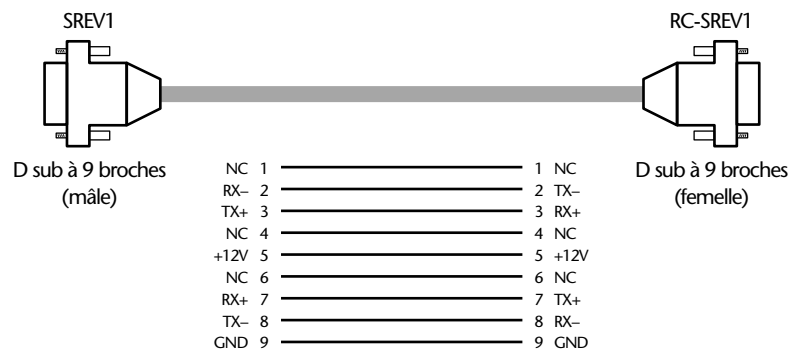 SREV1
RC-SREV1
D sub à 9 broches
(mâle)
D sub à 9 broches
(femelle)
NC 1 1 NC
RX– 2 2 TX–
TX+ 3 3 RX+
NC 4 4 NC
+12V 5 5 +12V
NC 6 6 NC
RX+ 7 7 TX+
TX– 8 8 RX–
GND 9 9 GND